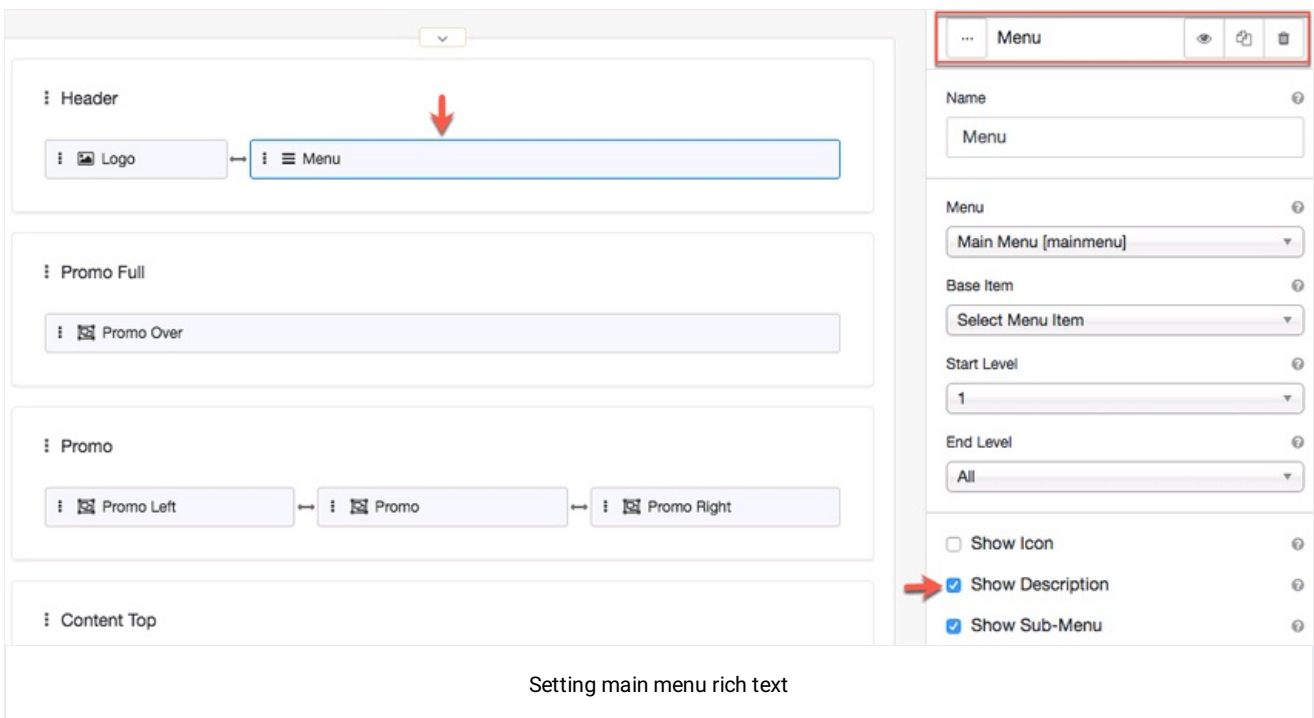 Header
Logo
Menu
Promo Full
Promo Over
Promo
Promo Left
Promo
Promo Right
Content Top
... Menu
Name
Menu
Menu
Main Menu [mainmenu]
Base Item
Select Menu Item
Start Level
1
End Level
All
Show Icon
Show Description
Show Sub-Menu
Setting main menu rich text